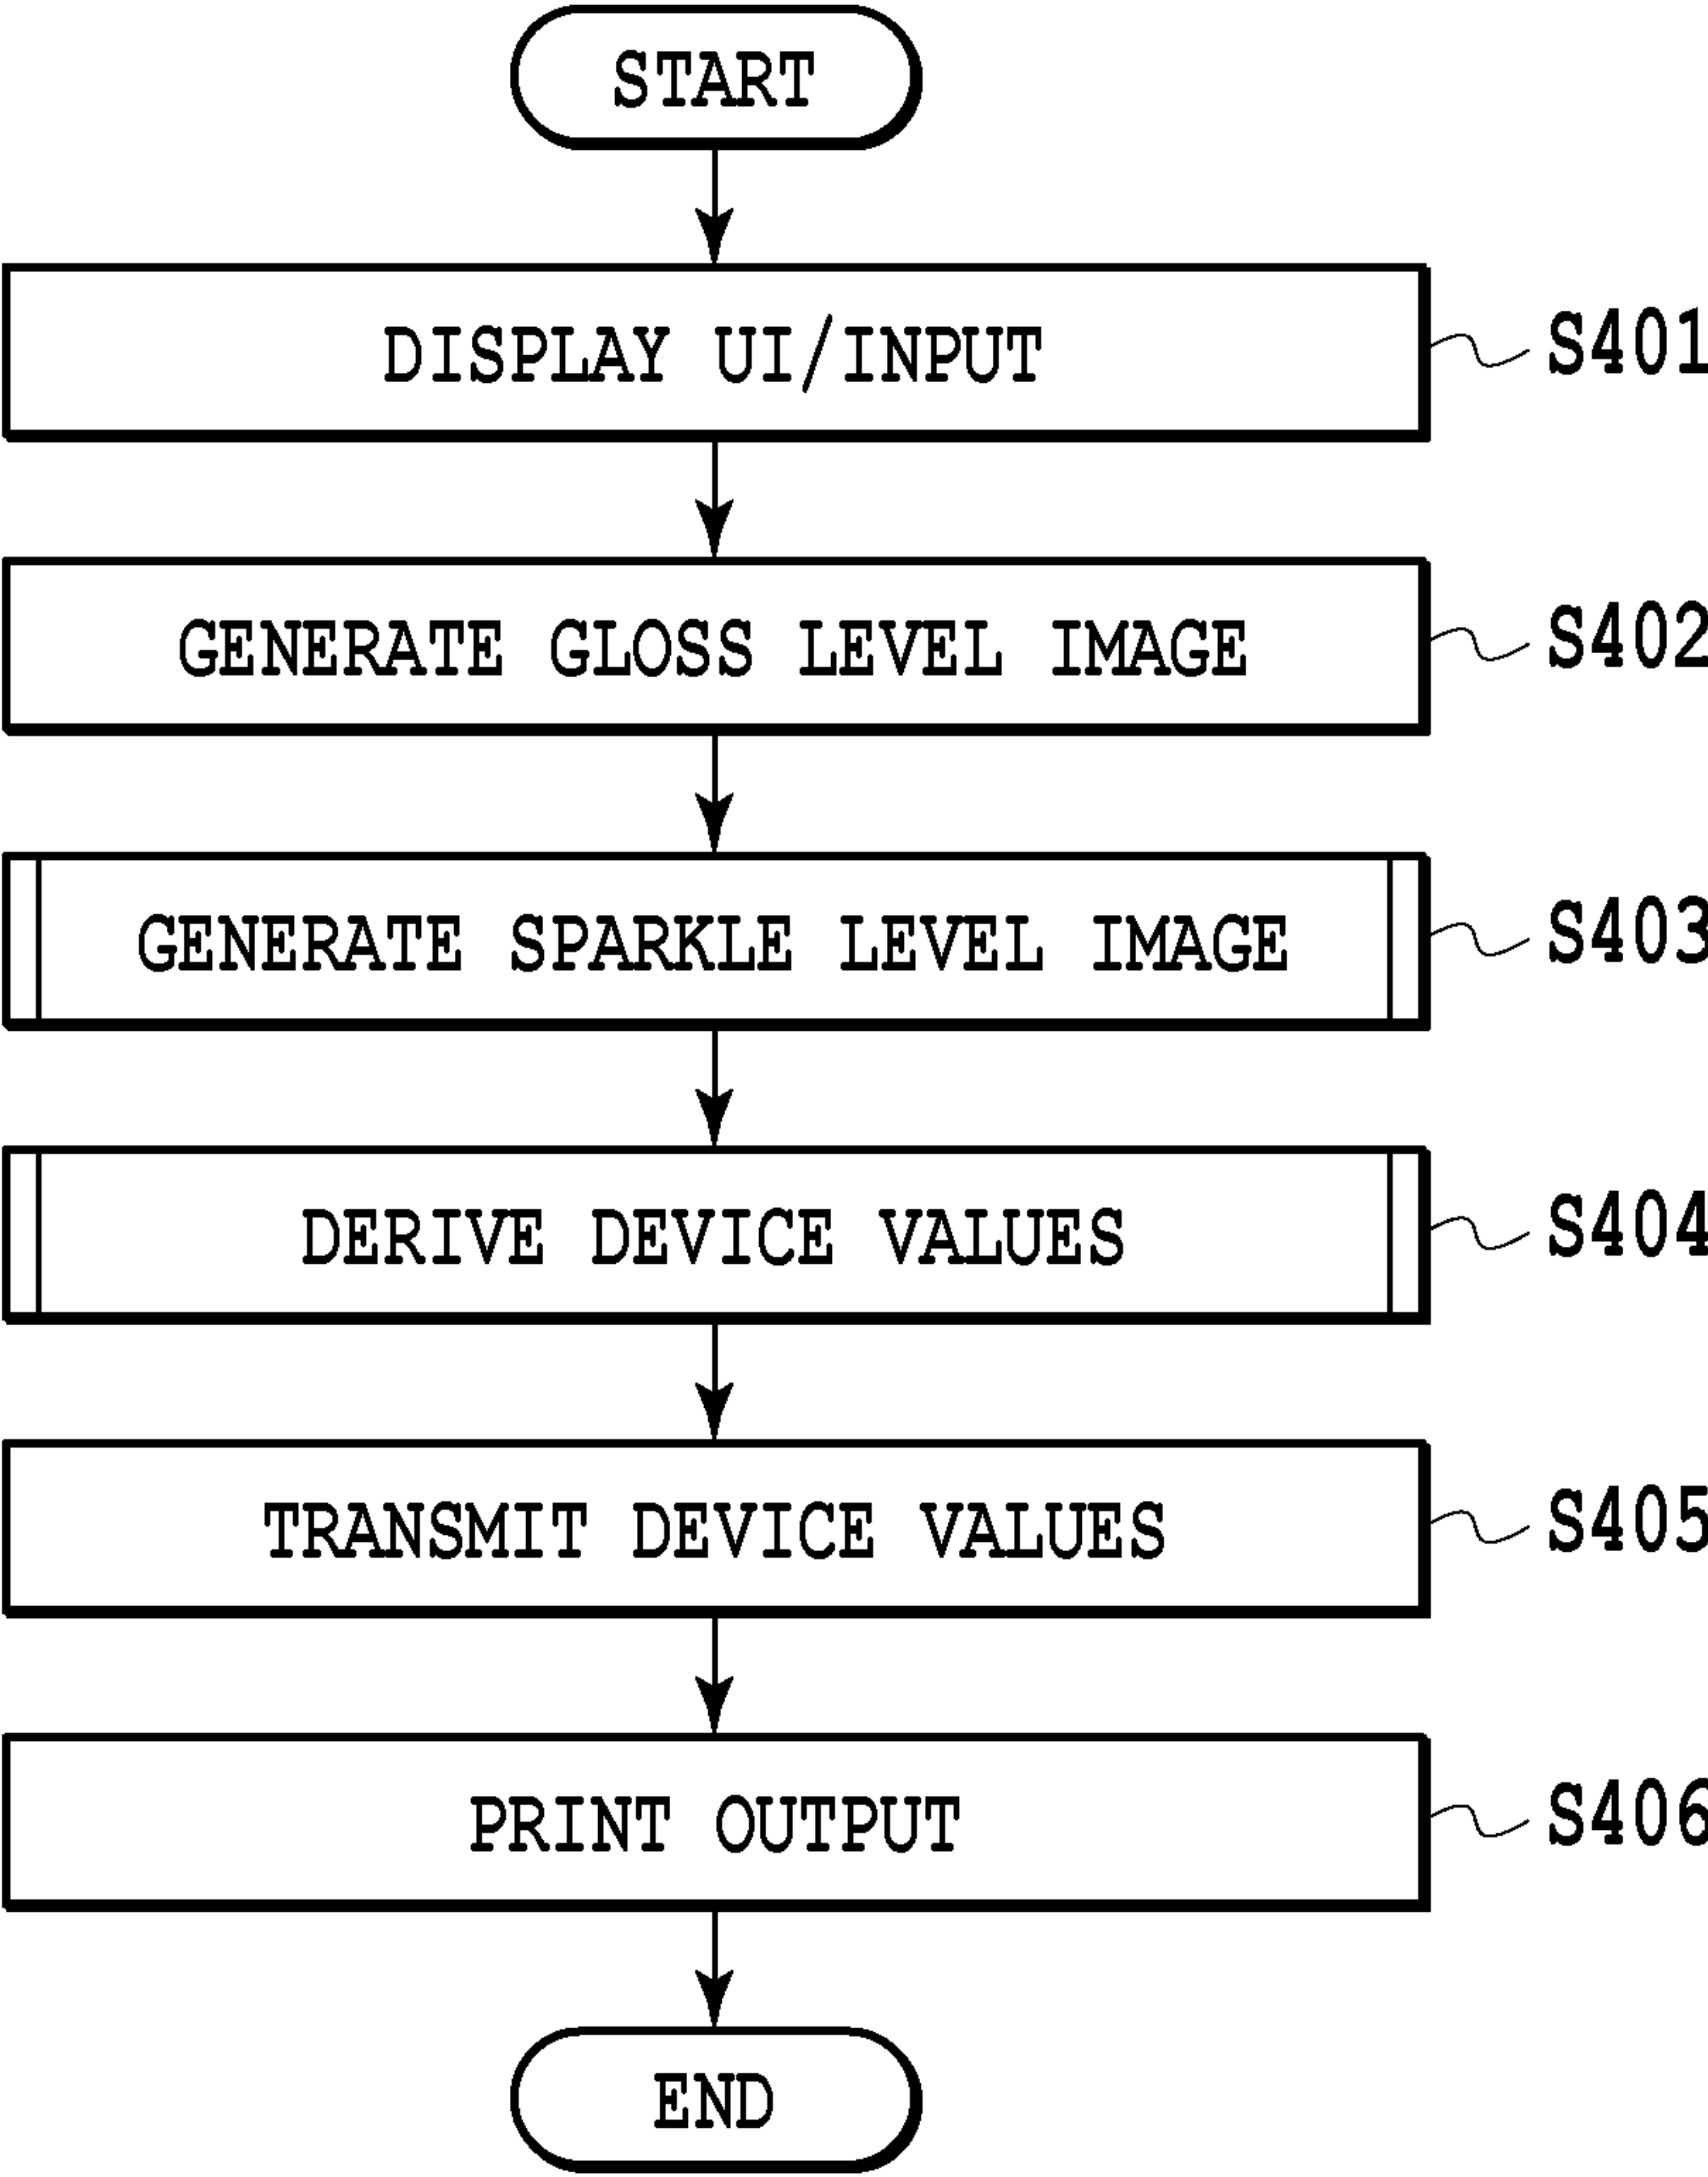 START
DISPLAY UI/INPUT
S401
GENERATE GLOSS LEVEL IMAGE
S402
GENERATE SPARKLE LEVEL IMAGE
S403
DERIVE DEVICE VALUES
S404
TRANSMIT DEVICE VALUES
S405
PRINT OUTPUT
S406
END